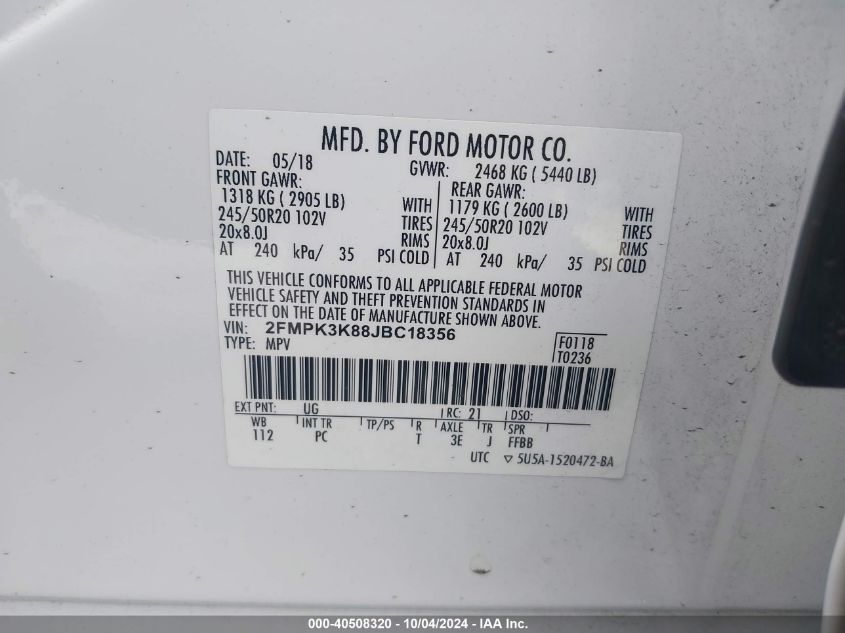 MFD. BY FORD MOTOR CO.
DATE: 05/18 GVWR: 2468 KG ( 5440 LB)
FRONT GAWR: REAR GAWR:
1318 KG ( 2905 LB) WITH 1179 KG ( 2600 LB) WITH
245/50R20 102V TIRES 245/50R20 102V TIRES
20x8.0J RIMS 20x8.0J RIMS
AT 240 kPa/ 35 PSI COLD AT 240 kPa/ 35 PSI COLD
THIS VEHICLE CONFORMS TO ALL APPLICABLE FEDERAL MOTOR
VEHICLE SAFETY AND THEFT PREVENTION STANDARDS IN
EFFECT ON THE DATE OF MANUFACTURE SHOWN ABOVE.
VIN: 2FMPK3K88JBC18356 F0118
TYPE: MPV T0236
EXT PNT: UG RC: 21 DSO:
WB INT TR TP/PS R AXLE TR SPR
112 PC T 3E J FFBB
UTC ▽ 5U5A-1520472-BA
000-40508320 - 10/04/2024 - IAA Inc.